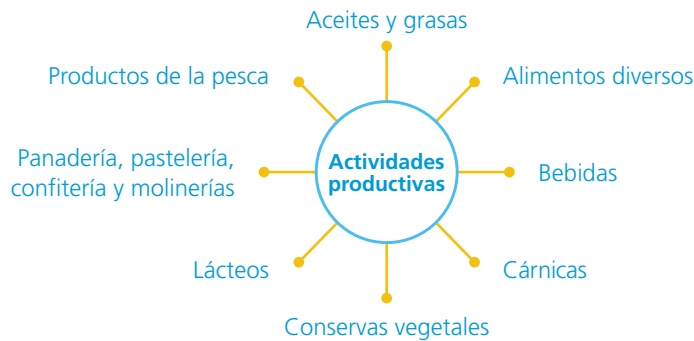 Aceites y grasas
Productos de la pesca
Alimentos diversos
Panadería, pastelería,
confitería y molinerías
Actividades
productivas
Bebidas
Lácteos
Cárnicas
Conservas vegetales